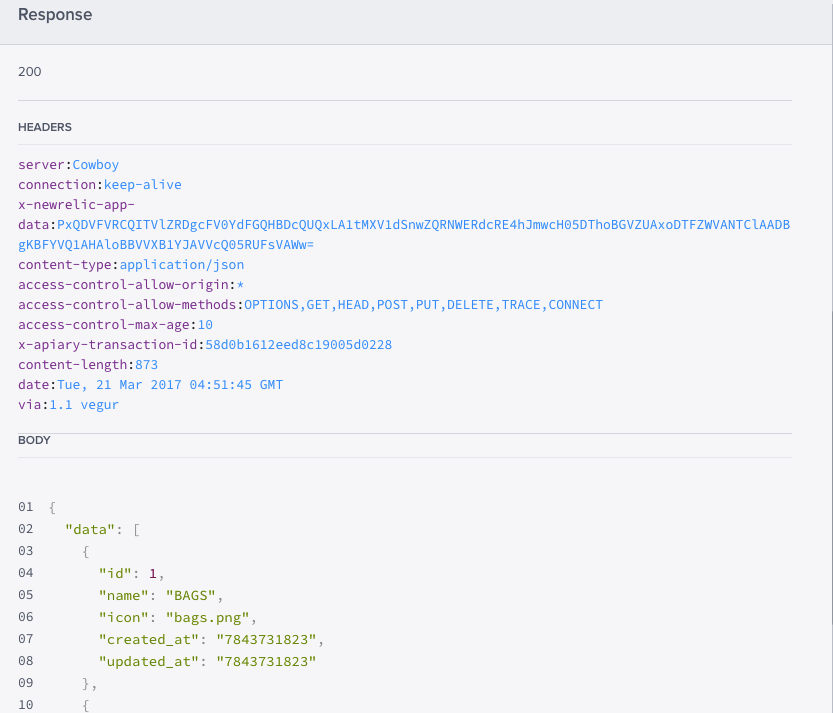 Response
200
HEADERS
server:Cowboy
connection:keep-alive
x-newrelic-app-
data:PxQDVFVRCQITVlZRDgcFV0YdFGQHBDcQUQxLA1tMXV1dSnwZQRNWERdcRE4hJmwcH05DThoBGVZUAxoDTFZWVANTClAADB
gKBFYVQ1AHAloBBVVXB1YJAVVcQ05RUFsVAWw=
content-type:application/json
access-control-allow-origin:*
access-control-allow-methods:OPTIONS,GET,HEAD,POST,PUT,DELETE,TRACE,CONNECT
access-control-max-age:10
x-apiary-transaction-id:58d0b1612eed8c19005d0228
content-length:873
date:Tue, 21 Mar 2017 04:51:45 GMT
via:1.1 vegur
BODY
01 {
02 "data": [
03 {
04 "id": 1,
05 "name": "BAGS",
06 "icon": "bags.png",
07 "created_at": "7843731823",
08 "updated_at": "7843731823"
09 },
10 {